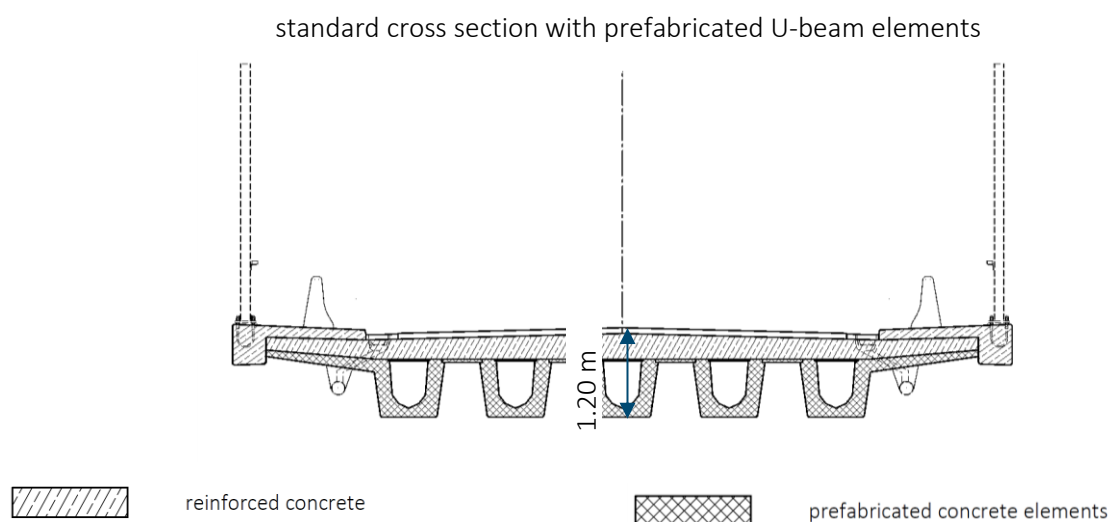 standard cross section with prefabricated U-beam elements
1.20 m
reinforced concrete
prefabricated concrete elements